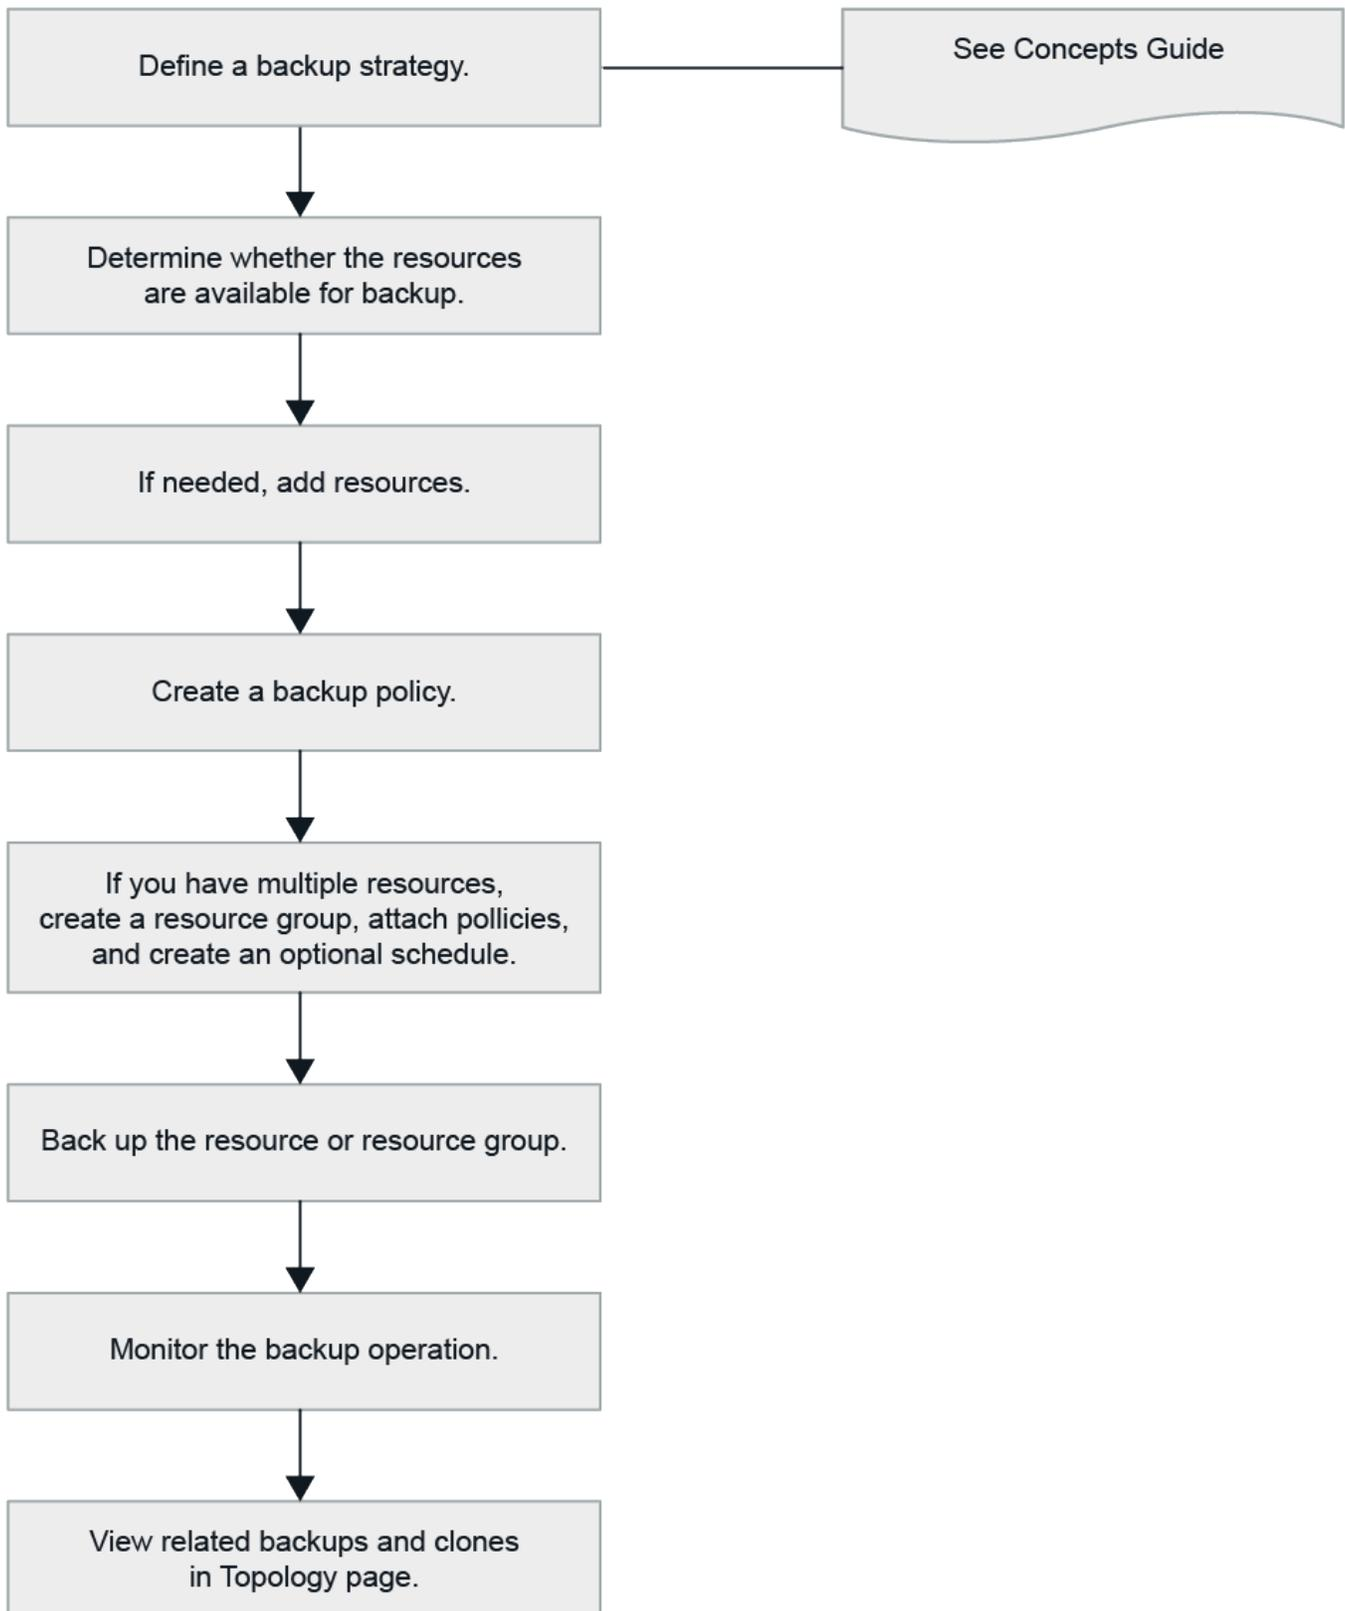 Define a backup strategy.
See Concepts Guide
Determine whether the resources
are available for backup.
If needed, add resources.
Create a backup policy.
If you have multiple resources,
create a resource group, attach pollicies,
and create an optional schedule.
Back up the resource or resource group.
Monitor the backup operation.
View related backups and clones
in Topology page.